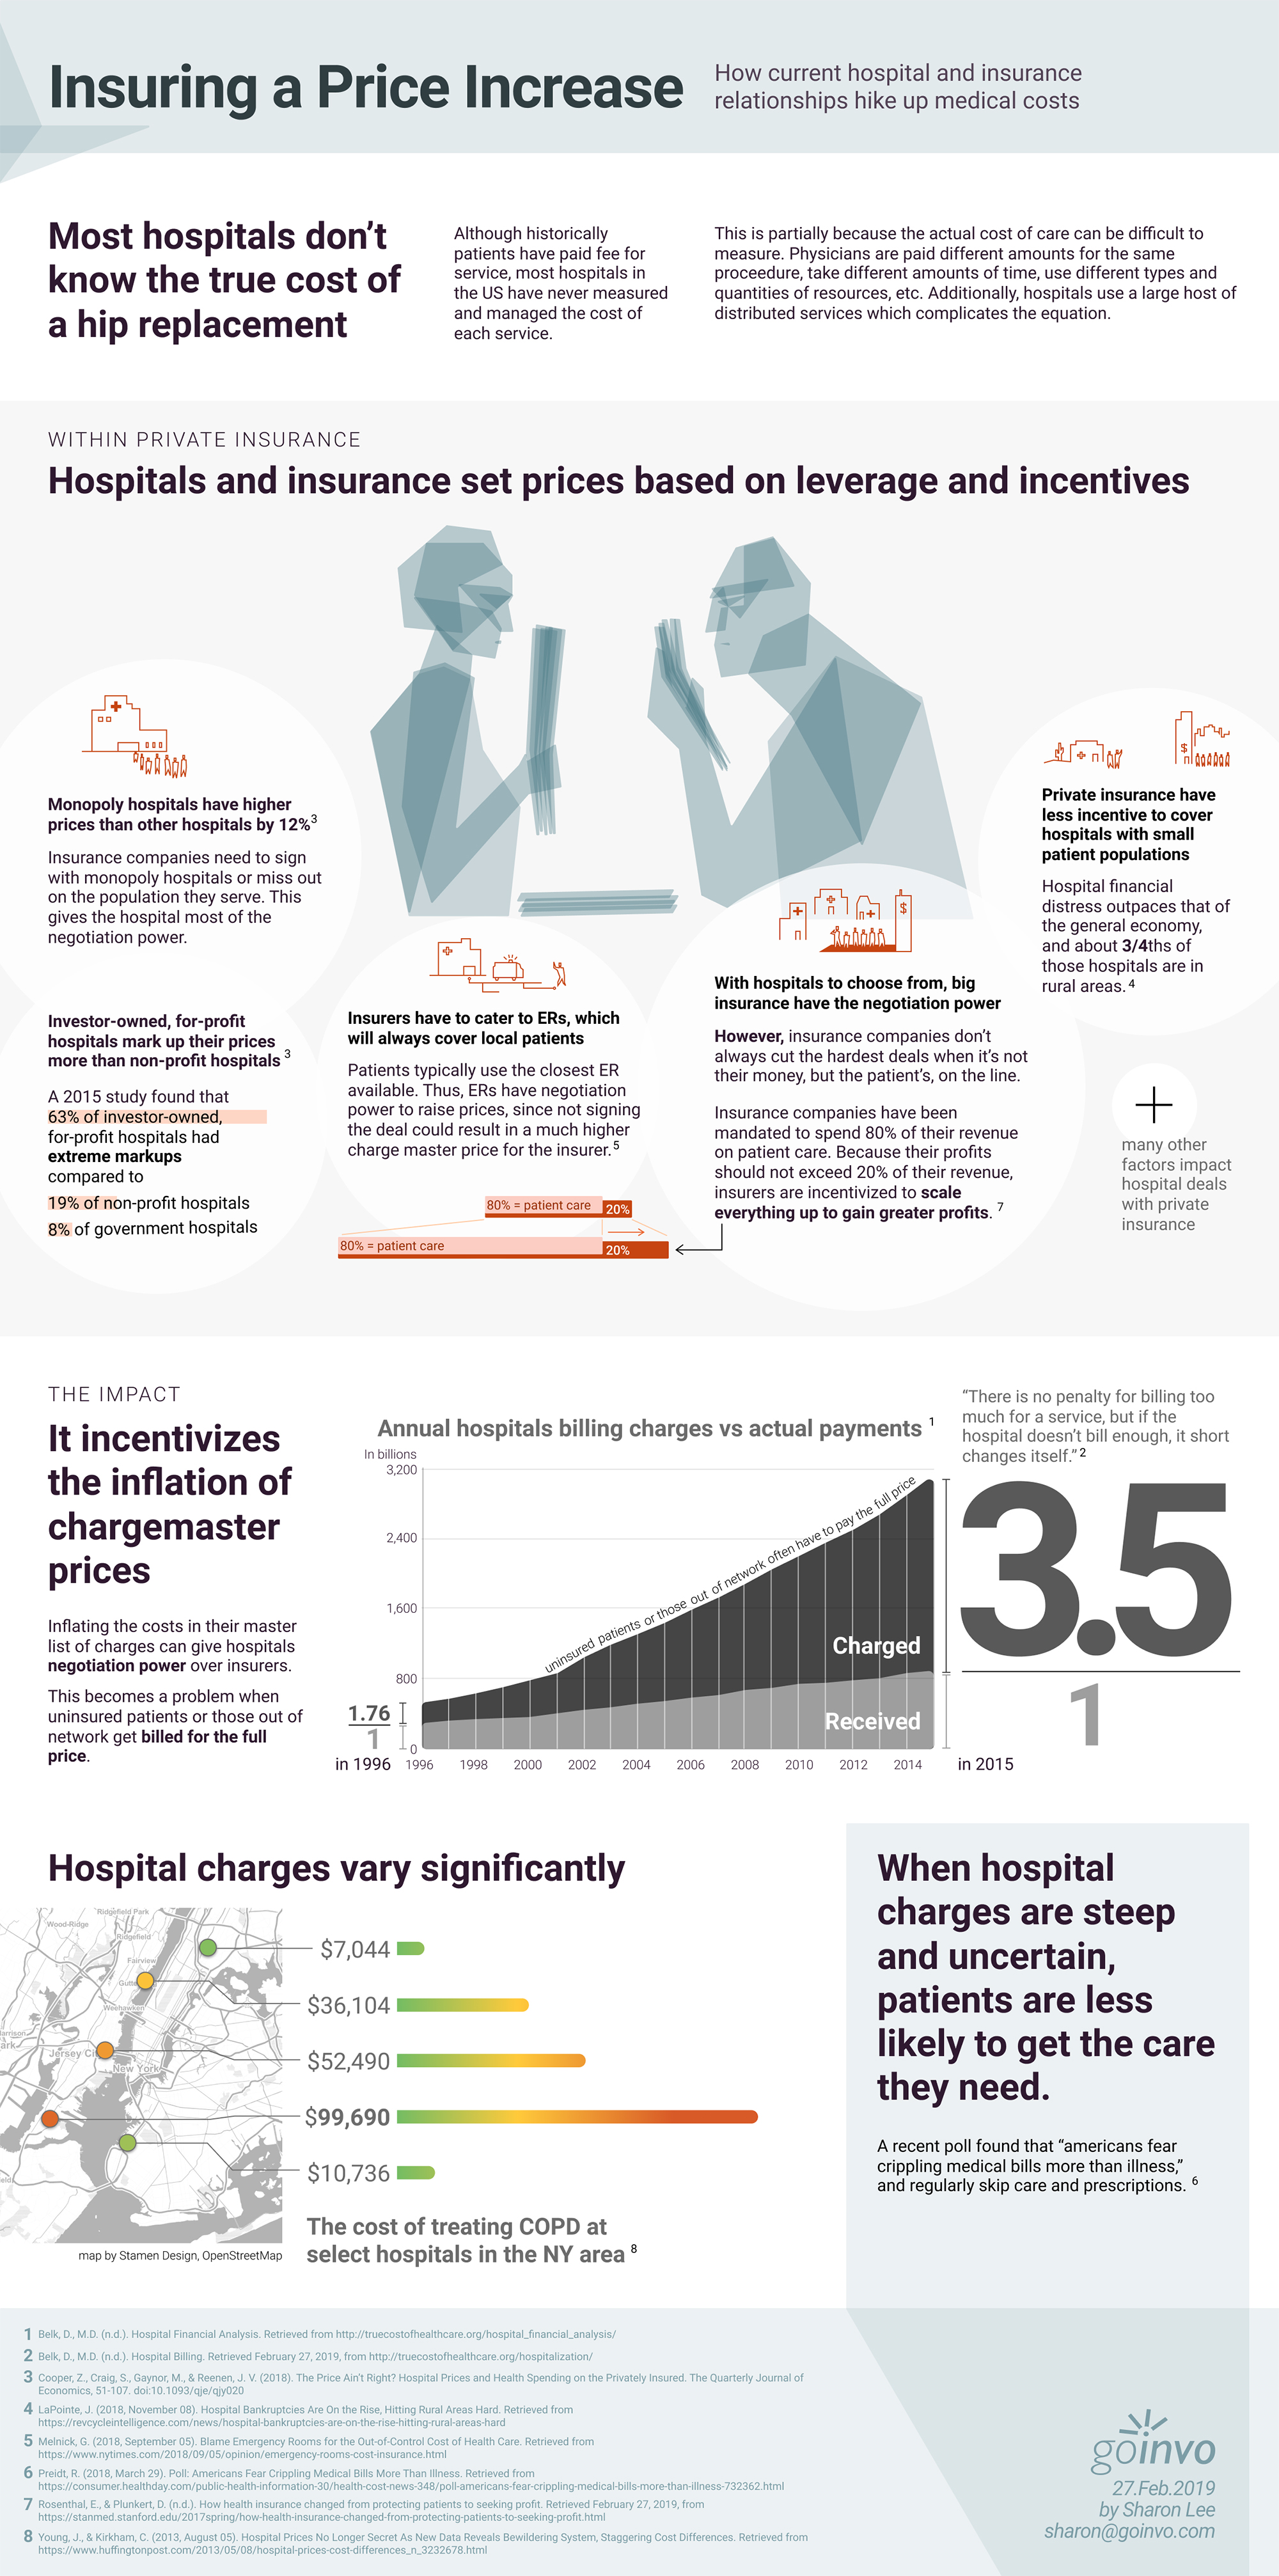 Insuring a Price Increase
How current hospital and insurance
relationships hike up medical costs
Most hospitals don't
know the true cost of
a hip replacement
Although historically
patients have paid fee for
service, most hospitals in
the US have never measured
and managed the cost of
each service.
This is partially because the actual cost of care can be difficult to
measure. Physicians are paid different amounts for the same
proceedure, take different amounts of time, use different types and
quantities of resources, etc. Additionally, hospitals use a large host of
distributed services which complicates the equation.
WITHIN PRIVATE INSURANCE
Hospitals and insurance set prices based on leverage and incentives
Monopoly hospitals have higher
prices than other hospitals by 12% 3
Insurance companies need to sign
with monopoly hospitals or miss out
on the population they serve. This
gives the hospital most of the
negotiation power.
Investor-owned, for-profit
hospitals mark up their prices
more than non-profit hospitals 3
A 2015 study found that
63% of investor-owned,
for-profit hospitals had
extreme markups
compared to
19% of non-profit hospitals
8% of government hospitals
Insurers have to cater to ERs, which
will always cover local patients
Patients typically use the closest ER
available. Thus, ERs have negotiation
power to raise prices, since not signing
the deal could result in a much higher
charge master price for the insurer. 5
80% = patient care 20%
80% = patient care 20%
$
With hospitals to choose from, big
insurance have the negotiation power
However, insurance companies don't
always cut the hardest deals when it's not
their money, but the patient's, on the line.
Insurance companies have been
mandated to spend 80% of their revenue
on patient care. Because their profits
should not exceed 20% of their revenue,
insurers are incentivized to scale
everything up to gain greater profits. 7
$
Private insurance have
less incentive to cover
hospitals with small
patient populations
Hospital financial
distress outpaces that of
the general economy,
and about 3/4ths of
those hospitals are in
rural areas. 4
+
many other
factors impact
hospital deals
with private
insurance
THE IMPACT
It incentivizes
the inflation of
chargemaster
prices
Inflating the costs in their master
list of charges can give hospitals
negotiation power over insurers.
This becomes a problem when
uninsured patients or those out of
network get billed for the full
price.
Annual hospitals billing charges vs actual payments 1
In billions
3,200
2,400
1,600
800
0
uninsured patients or those out of network often have to pay the full price
Charged
Received
1.76
1
in 1996
1996 1998 2000 2002 2004 2006 2008 2010 2012 2014
"There is no penalty for billing too
much for a service, but if the
hospital doesn't bill enough, it short
changes itself." 2
3.5
1
in 2015
Hospital charges vary significantly
Ridgefield Park
Wood-Ridge
Ridgefield
Fairview
Gutte
Weehawken
arrison
ark
Jersey Ci
New York
field
map by Stamen Design, OpenStreetMap
$7,044
$36,104
$52,490
$99,690
$10,736
The cost of treating COPD at
select hospitals in the NY area 8
When hospital
charges are steep
and uncertain,
patients are less
likely to get the care
they need.
A recent poll found that "americans fear
crippling medical bills more than illness,"
and regularly skip care and prescriptions. 6
1 Belk, D., M.D. (n.d.). Hospital Financial Analysis. Retrieved from http://truecostofhealthcare.org/hospital_financial_analysis/
2 Belk, D., M.D. (n.d.). Hospital Billing. Retrieved February 27, 2019, from http://truecostofhealthcare.org/hospitalization/
3 Cooper, Z., Craig, S., Gaynor, M., & Reenen, J. V. (2018). The Price Ain't Right? Hospital Prices and Health Spending on the Privately Insured. The Quarterly Journal of
Economics, 51-107. doi:10.1093/qje/qjy020
4 LaPointe, J. (2018, November 08). Hospital Bankruptcies Are On the Rise, Hitting Rural Areas Hard. Retrieved from
https://revcycleintelligence.com/news/hospital-bankruptcies-are-on-the-rise-hitting-rural-areas-hard
5 Melnick, G. (2018, September 05). Blame Emergency Rooms for the Out-of-Control Cost of Health Care. Retrieved from
https://www.nytimes.com/2018/09/05/opinion/emergency-rooms-cost-insurance.html
6 Preidt, R. (2018, March 29). Poll: Americans Fear Crippling Medical Bills More Than Illness. Retrieved from
https://consumer.healthday.com/public-health-information-30/health-cost-news-348/poll-americans-fear-crippling-medical-bills-more-than-illness-732362.html
7 Rosenthal, E., & Plunkert, D. (n.d.). How health insurance changed from protecting patients to seeking profit. Retrieved February 27, 2019, from
https://stanmed.stanford.edu/2017spring/how-health-insurance-changed-from-protecting-patients-to-seeking-profit.html
8 Young, J., & Kirkham, C. (2013, August 05). Hospital Prices No Longer Secret As New Data Reveals Bewildering System, Staggering Cost Differences. Retrieved from
https://www.huffingtonpost.com/2013/05/08/hospital-prices-cost-differences_n_3232678.html
goinvo
27.Feb.2019
by Sharon Lee
sharon@goinvo.com